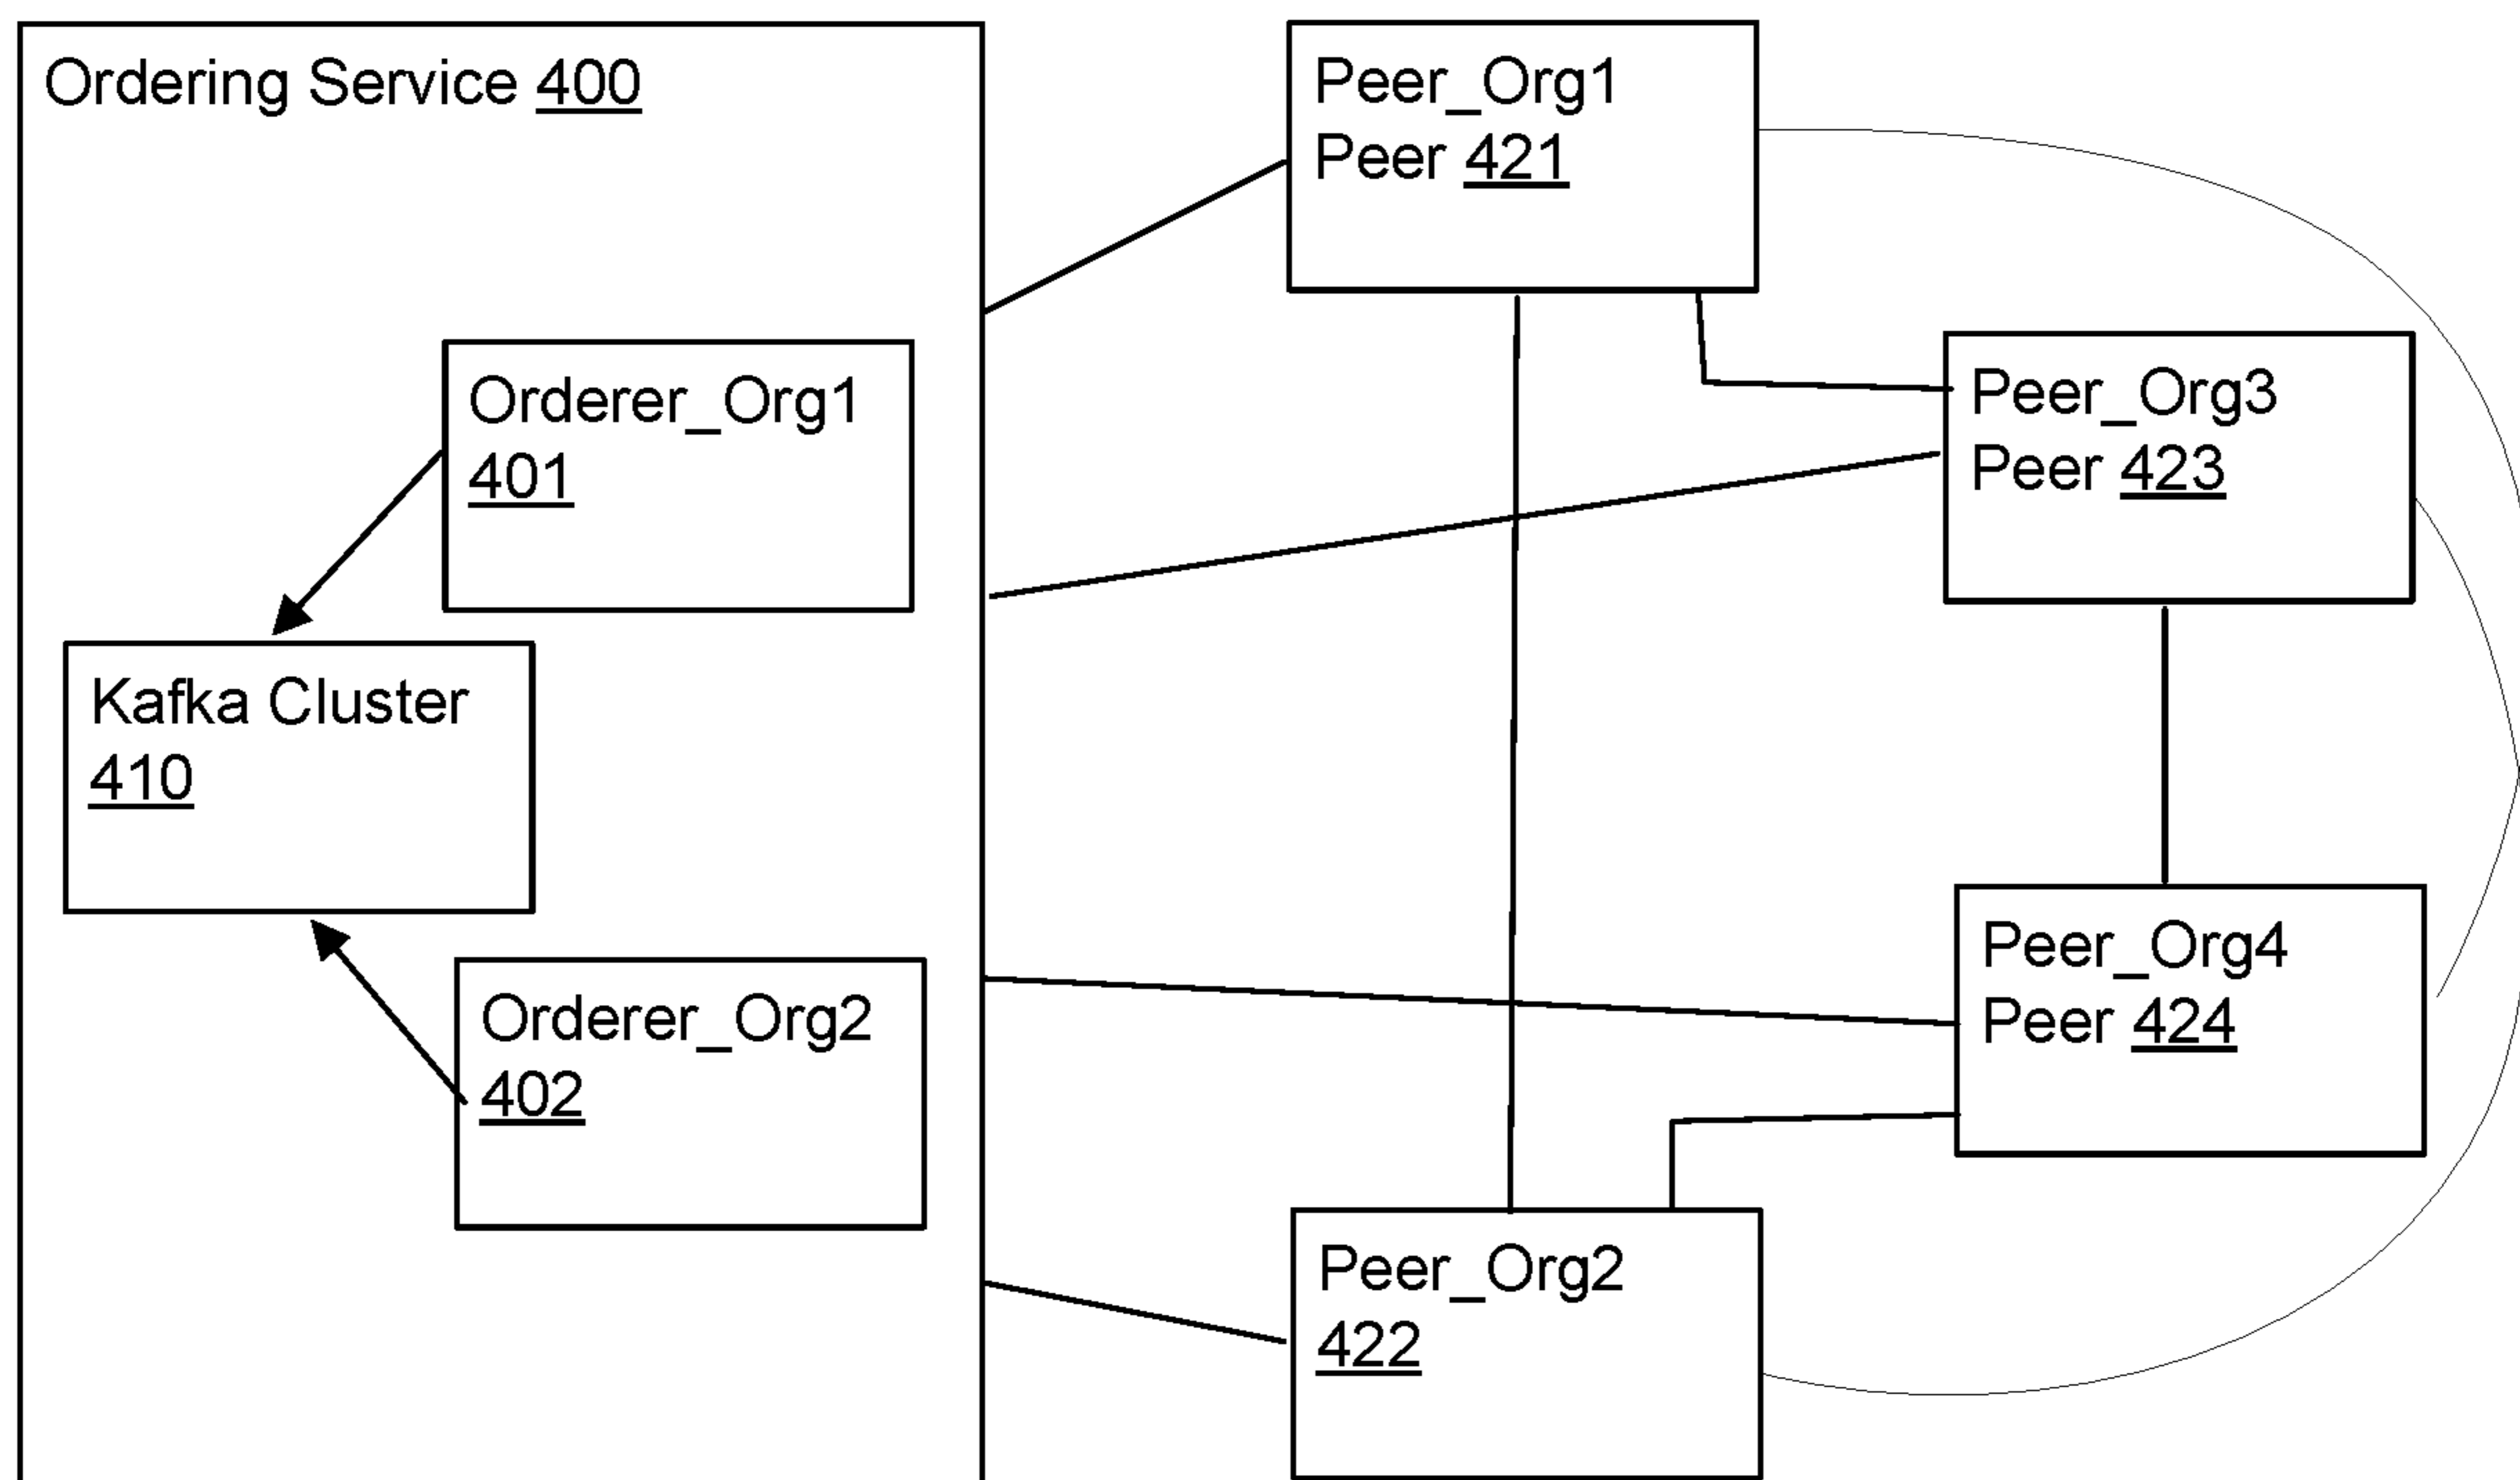 Ordering Service 400
Orderer_Org1
401
Kafka Cluster
410
Orderer_Org2
402
Peer_Org1
Peer 421
Peer_Org3
Peer 423
Peer_Org4
Peer 424
Peer_Org2
422